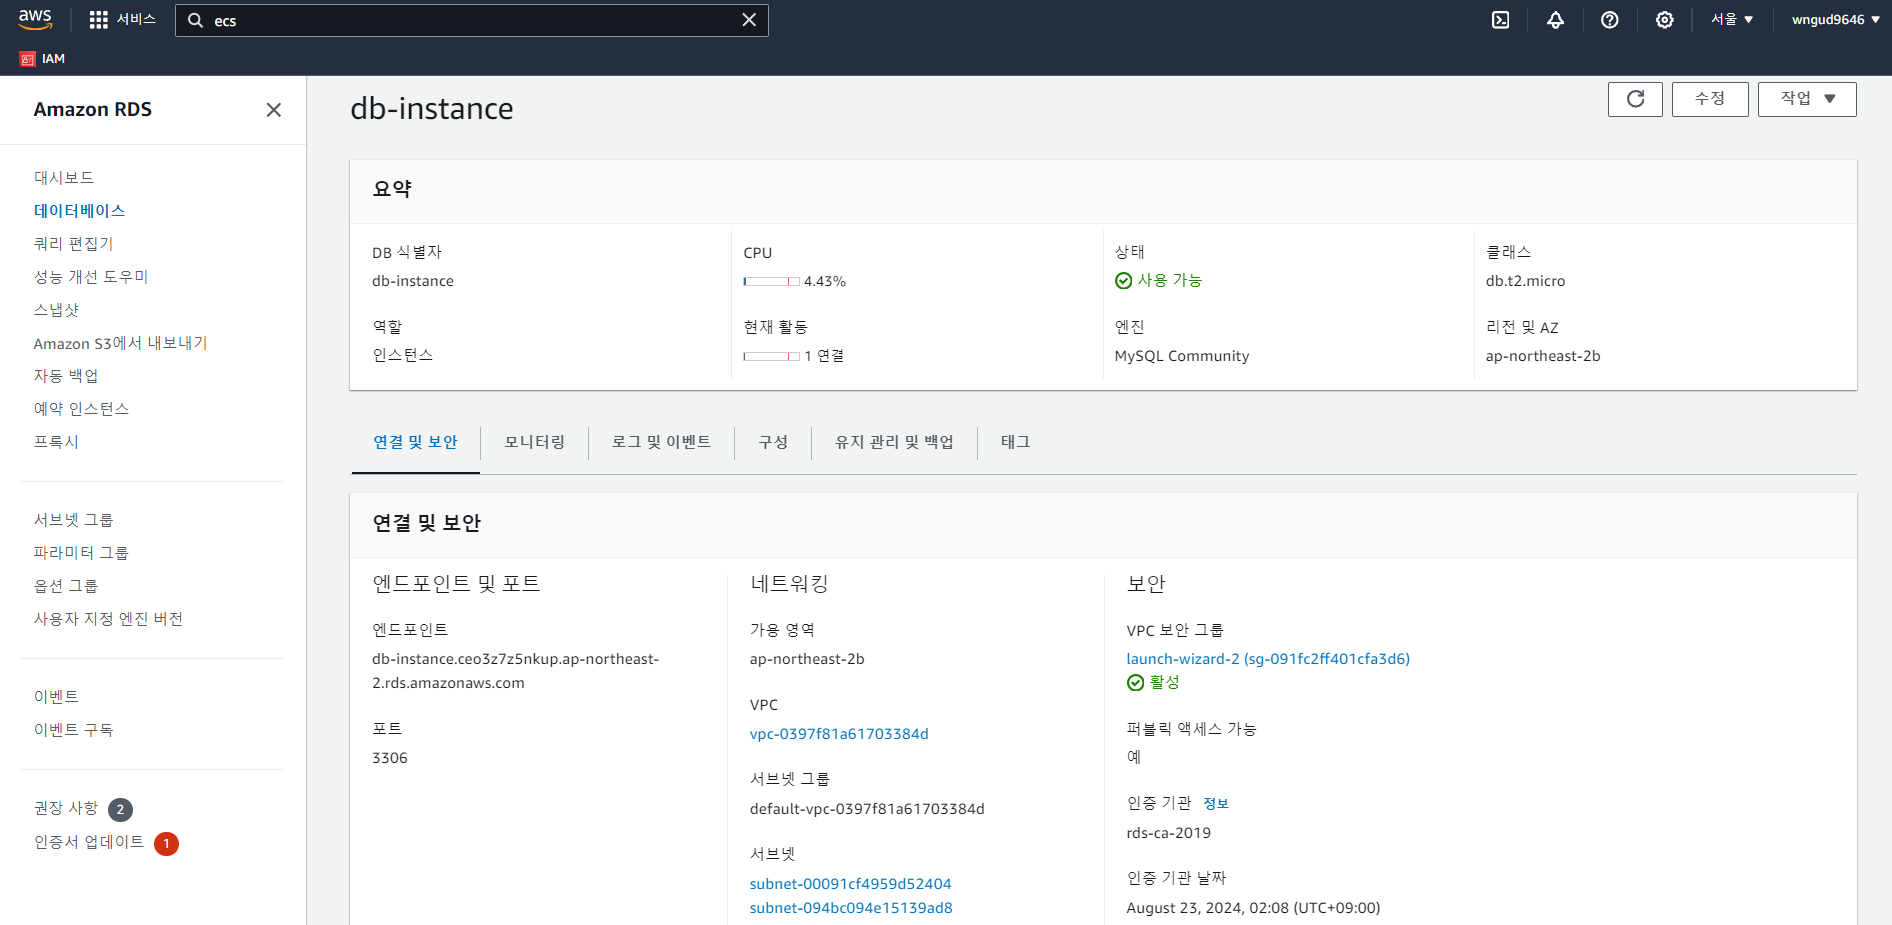 aws
서비스
ecs
서울 ▼
wngud9646 ▼
IAM
Amazon RDS
대시보드
데이터베이스
쿼리 편집기
성능 개선 도우미
스냅샷
Amazon S3에서 내보내기
자동 백업
예약 인스턴스
프록시
서브넷 그룹
파라미터 그룹
옵션 그룹
사용자 지정 엔진 버전
이벤트
이벤트 구독
권장 사항 2
인증서 업데이트 1
db-instance
수정
작업 ▼
요약
DB 식별자
db-instance
CPU
4.43%
상태
사용 가능
클래스
db.t2.micro
역할
인스턴스
현재 활동
1 연결
엔진
MySQL Community
리전 및 AZ
ap-northeast-2b
연결 및 보안
모니터링
로그 및 이벤트
구성
유지 관리 및 백업
태그
연결 및 보안
엔드포인트 및 포트
엔드포인트
db-instance.ceo3z7z5nkup.ap-northeast-
2.rds.amazonaws.com
포트
3306
네트워킹
가용 영역
ap-northeast-2b
VPC
vpc-0397f81a61703384d
서브넷 그룹
default-vpc-0397f81a61703384d
서브넷
subnet-00091cf4959d52404
subnet-094bc094e15139ad8
보안
VPC 보안 그룹
launch-wizard-2 (sg-091fc2ff401cfa3d6)
활성
퍼블릭 액세스 가능
예
인증 기관 정보
rds-ca-2019
인증 기관 날짜
August 23, 2024, 02:08 (UTC+09:00)